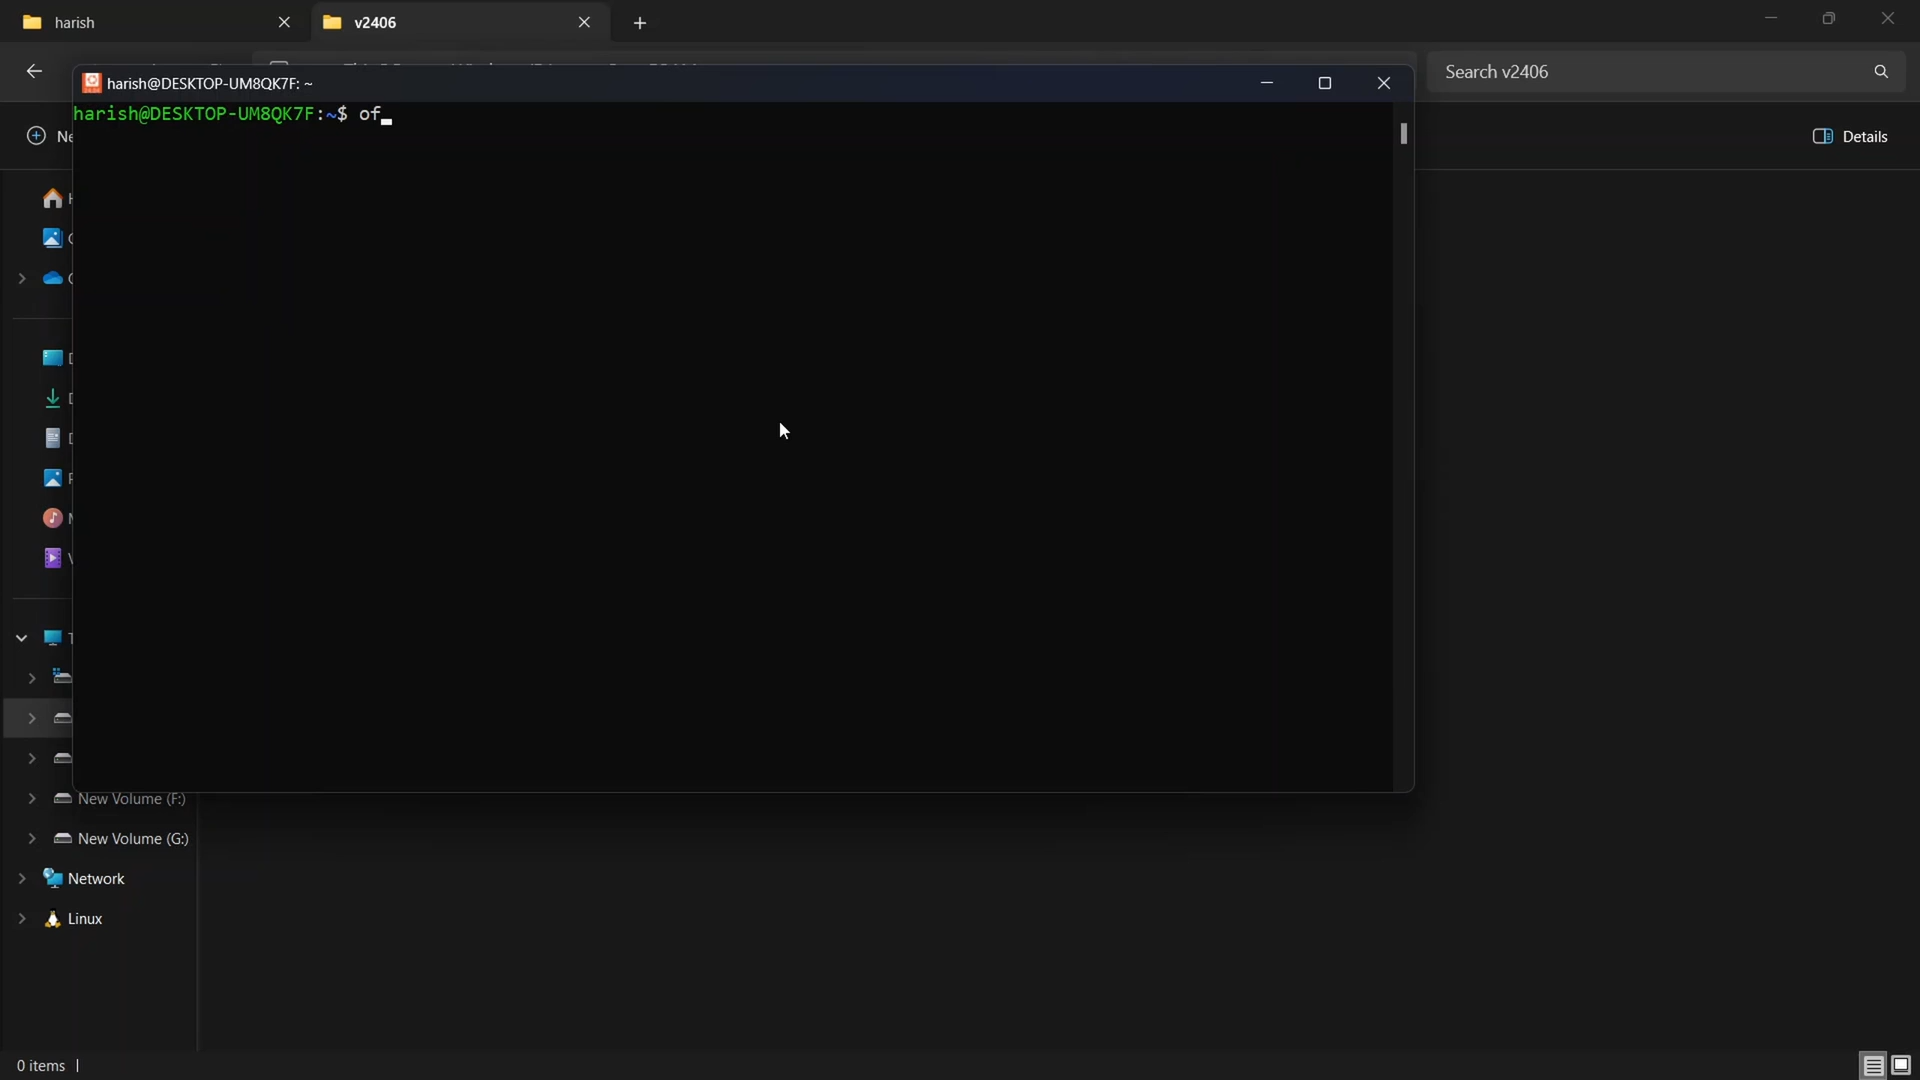 harish
v2406
Search v2406
harish@DESKTOP-UM8QK7F: ~
harish@DESKTOP-UM8QK7F:~$ of
Details
New Volume (F:)
New Volume (G:)
Network
Linux
0 items